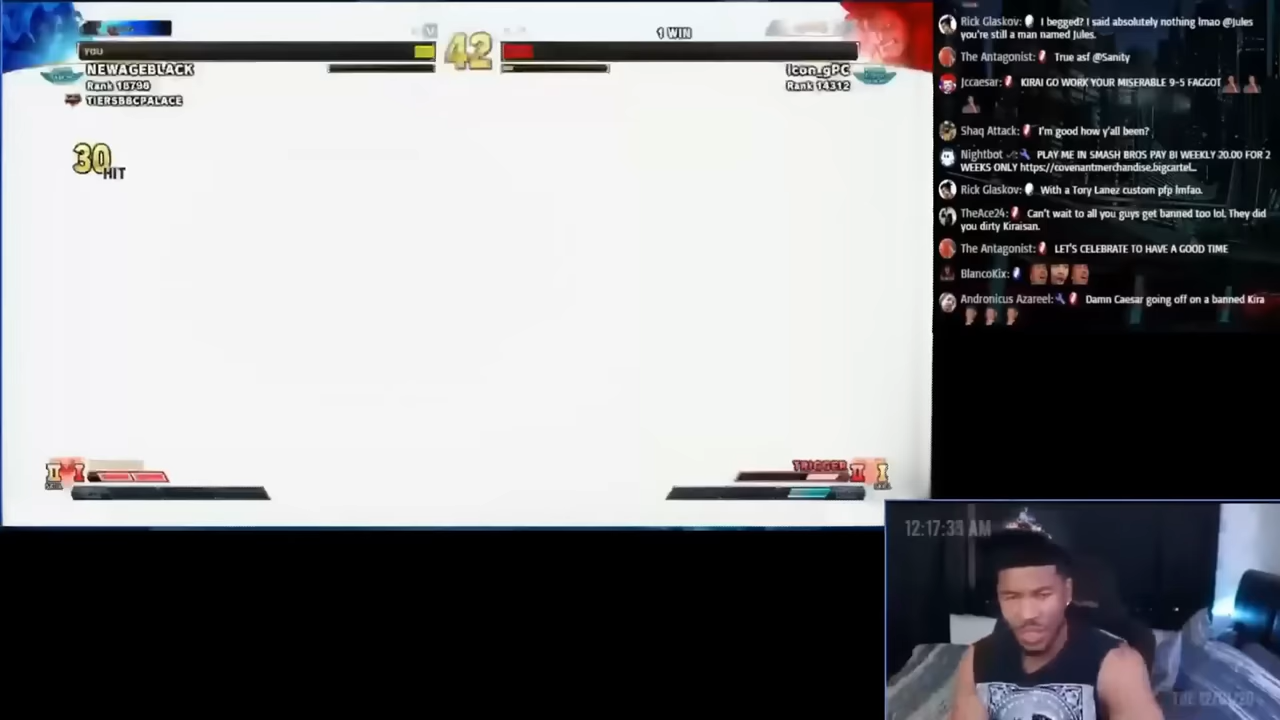 1 WIN
YOU
42
NEWAGEBLACK
Icon_gPC
Rank 16796
Rank 14312
TIERSBBCPALACE
30 HIT
TRIGGER
Rick Glaskov: I begged? I said absolutely nothing lmao @Jules
you're still a man named Jules.
The Antagonist: True asf @Sanity
Jccaesar: KIRAI GO WORK YOUR MISERABLE 9-5 FAGGOT
Shaq Attack: I'm good how y'all been?
Nightbot PLAY ME IN SMASH BROS PAY BI WEEKLY 20.00 FOR 2
WEEKS ONLY https://covenantmerchandise.bigcartel...
Rick Glaskov: With a Tory Lanez custom pfp lmfao.
TheAce24: Can't wait to all you guys get banned too lol. They did
you dirty Kiraisan.
The Antagonist: LET'S CELEBRATE TO HAVE A GOOD TIME
BlancoKix:
Andronicus Azareel: Damn Caesar going off on a banned Kira
12:17:33 AM